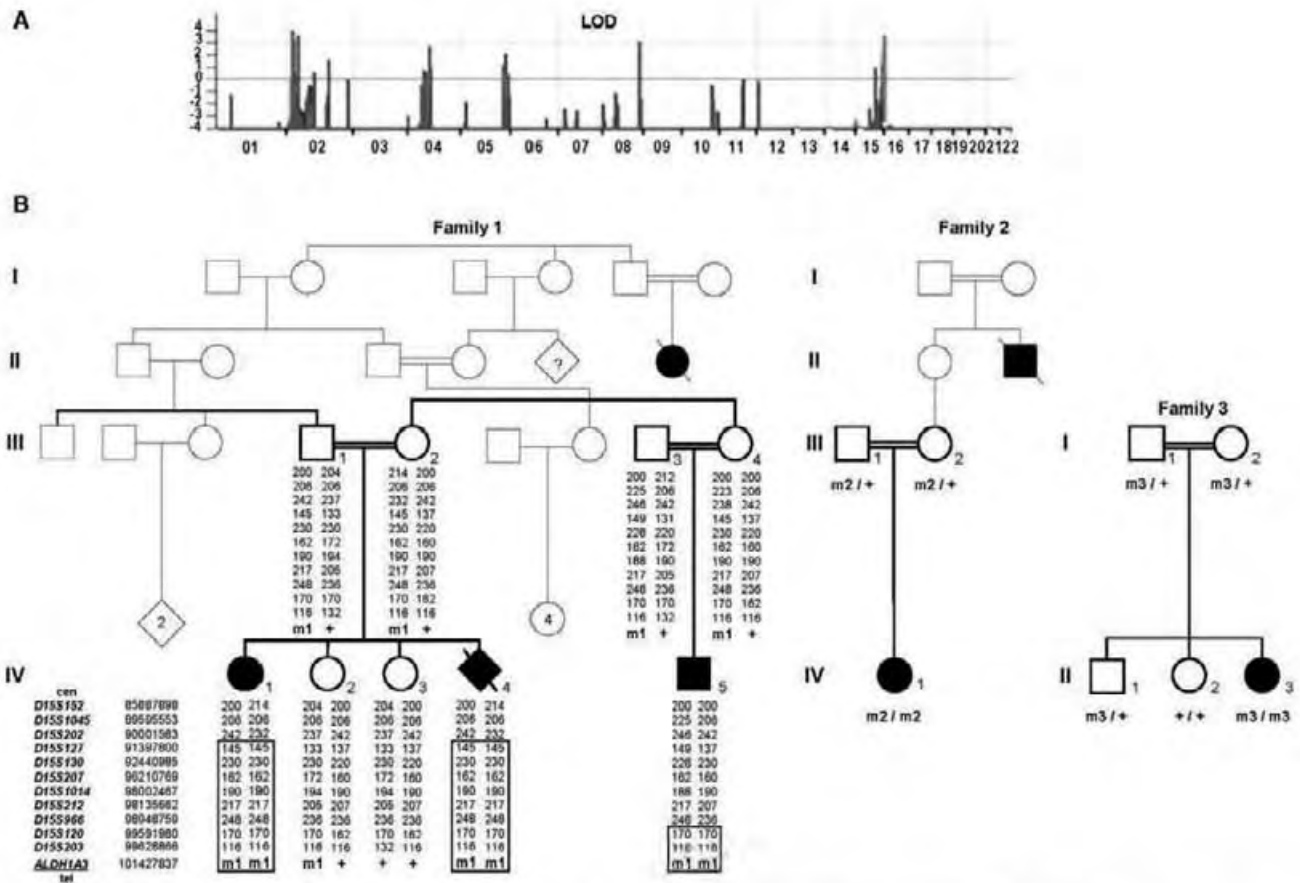 A
LOD
4
3
2
1
0
-1
-2
-3
-4
01 02 03 04 05 06 07 08 09 10 11 12 13 14 15 16 17 18 19 20 21 22
B
Family 1
Family 2
I
I
II
?
II
Family 3
III
1
2
3
4
III
1
2
I
1
2
200 204 214 200 200 212 200 200
206 206 206 206 225 206 223 206
242 237 232 242 246 242 238 242
145 133 145 137 149 131 145 137
230 230 230 220 226 220 230 220
162 172 162 160 162 172 162 160
190 194 190 190 188 190 190 190
217 205 217 207 217 205 217 207
248 236 248 236 248 236 248 236
170 170 170 162 170 170 170 162
116 132 116 116 116 132 116 116
m1 + m1 + m1 + m1 +
m2 / + m2 / +
m3 / + m3 / +
2
4
IV
1
2
3
4
5
IV
1
II
1
2
3
m2 / m2
m3 / + +/+ m3 / m3
cen
D15S152 200 214 204 200 204 200 200 214 200 200
D15S1045 206 206 206 206 206 206 206 206 225 206
D15S202 90001563 242 232 237 242 237 242 242 232 246 242
D15S127 91397800 145 145 133 137 133 137 145 145 149 137
D15S130 92440985 230 230 230 220 230 220 230 230 226 230
D15S207 96210769 162 162 172 160 172 160 162 162 162 160
D15S1014 98002467 190 190 194 190 194 190 190 190 188 190
D15S212 98135662 217 217 205 207 205 207 217 217 217 207
D15S966 98948759 248 248 236 236 236 236 248 248 248 236
D15S120 99591980 170 170 170 162 170 162 170 170 170 170
D15S203 99628866 116 116 116 116 132 116 116 116 116 116
ALDH1A3 101427837 m1 m1 m1 + + + m1 m1 m1 m1
tel